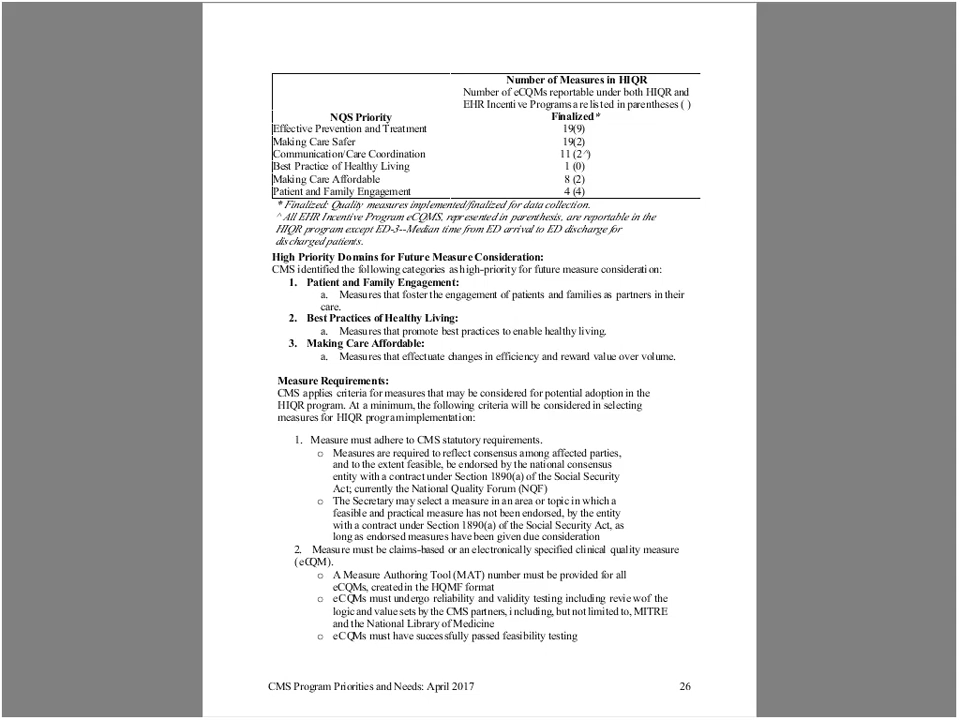 Number of Measures in HIQR
Number of eCQMs reportable under both HIQR and
EHR Incentive Programs are listed in parentheses ( )
NQS Priority Finalized*
Effective Prevention and Treatment 19(9)
Making Care Safer 19(2)
Communication/Care Coordination 11 (2^)
Best Practice of Healthy Living 1 (0)
Making Care Affordable 8 (2)
Patient and Family Engagement 4 (4)
* Finalized: Quality measures implemented/finalized for data collection.
^ All EHR Incentive Program eCQMS, represented in parenthesis, are reportable in the
HIQR program except ED-3--Median time from ED arrival to ED discharge for
discharged patients.
High Priority Domains for Future Measure Consideration:
CMS identified the following categories as high-priority for future measure consideration:
1. Patient and Family Engagement:
a. Measures that foster the engagement of patients and families as partners in their
care.
2. Best Practices of Healthy Living:
a. Measures that promote best practices to enable healthy living.
3. Making Care Affordable:
a. Measures that effectuate changes in efficiency and reward value over volume.
Measure Requirements:
CMS applies criteria for measures that may be considered for potential adoption in the
HIQR program. At a minimum, the following criteria will be considered in selecting
measures for HIQR program implementation:
1. Measure must adhere to CMS statutory requirements.
o Measures are required to reflect consensus among affected parties,
and to the extent feasible, be endorsed by the national consensus
entity with a contract under Section 1890(a) of the Social Security
Act; currently the National Quality Forum (NQF)
o The Secretary may select a measure in an area or topic in which a
feasible and practical measure has not been endorsed, by the entity
with a contract under Section 1890(a) of the Social Security Act, as
long as endorsed measures have been given due consideration
2. Measure must be claims-based or an electronically specified clinical quality measure
(eCQM).
o A Measure Authoring Tool (MAT) number must be provided for all
eCQMs, created in the HQMF format
o eCQMs must undergo reliability and validity testing including review of the
logic and value sets by the CMS partners, including, but not limited to, MITRE
and the National Library of Medicine
o eCQMs must have successfully passed feasibility testing
CMS Program Priorities and Needs: April 2017 26